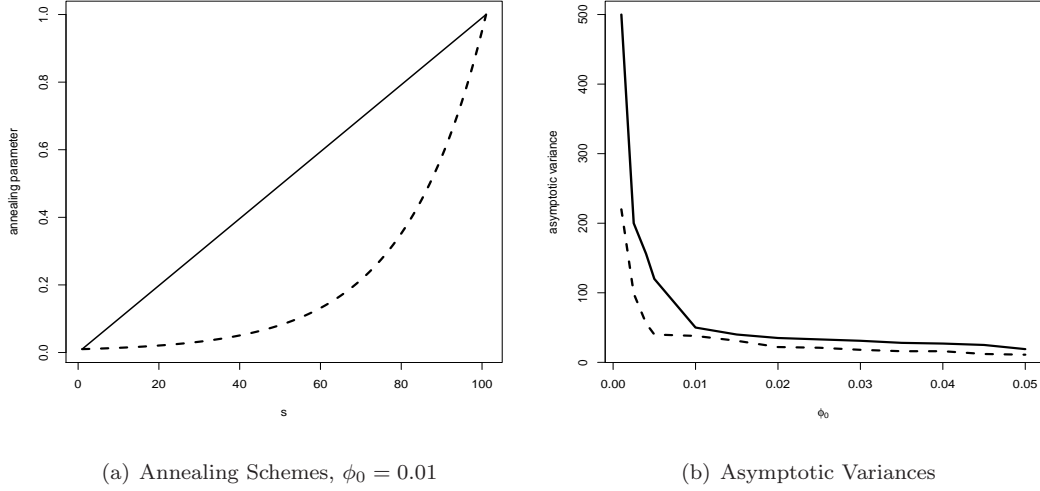 annealing parameter
1.0
0.8
0.6
0.4
0.2
0.0
0 20 40 60 80 100
s
asymptotic variance
500
400
300
200
100
0
0.00 0.01 0.02 0.03 0.04 0.05
ϕ₀
(a) Annealing Schemes, ϕ₀ = 0.01
(b) Asymptotic Variances